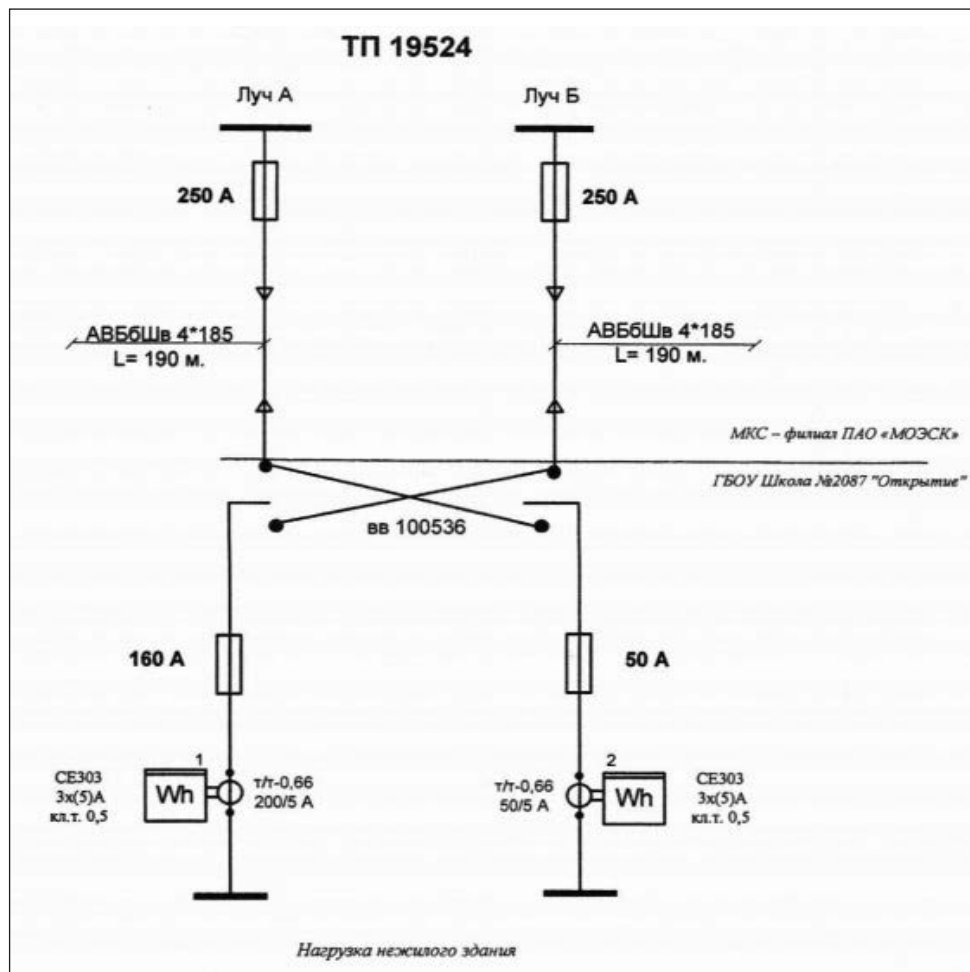 ТП 19524
Луч А
Луч Б
250 А
250 А
АВБбШв 4*185
L= 190 м.
АВБбШв 4*185
L= 190 м.
МКС – филиал ПАО «МОЭСК»
ГБОУ Школа №2087 "Открытие"
вв 100536
160 А
50 А
1
СЕ303
3х(5)А
кл.т. 0,5
Wh
т/т-0,66
200/5 А
2
т/т-0,66
50/5 А
Wh
СЕ303
3х(5)А
кл.т. 0,5
Нагрузка нежилого здания